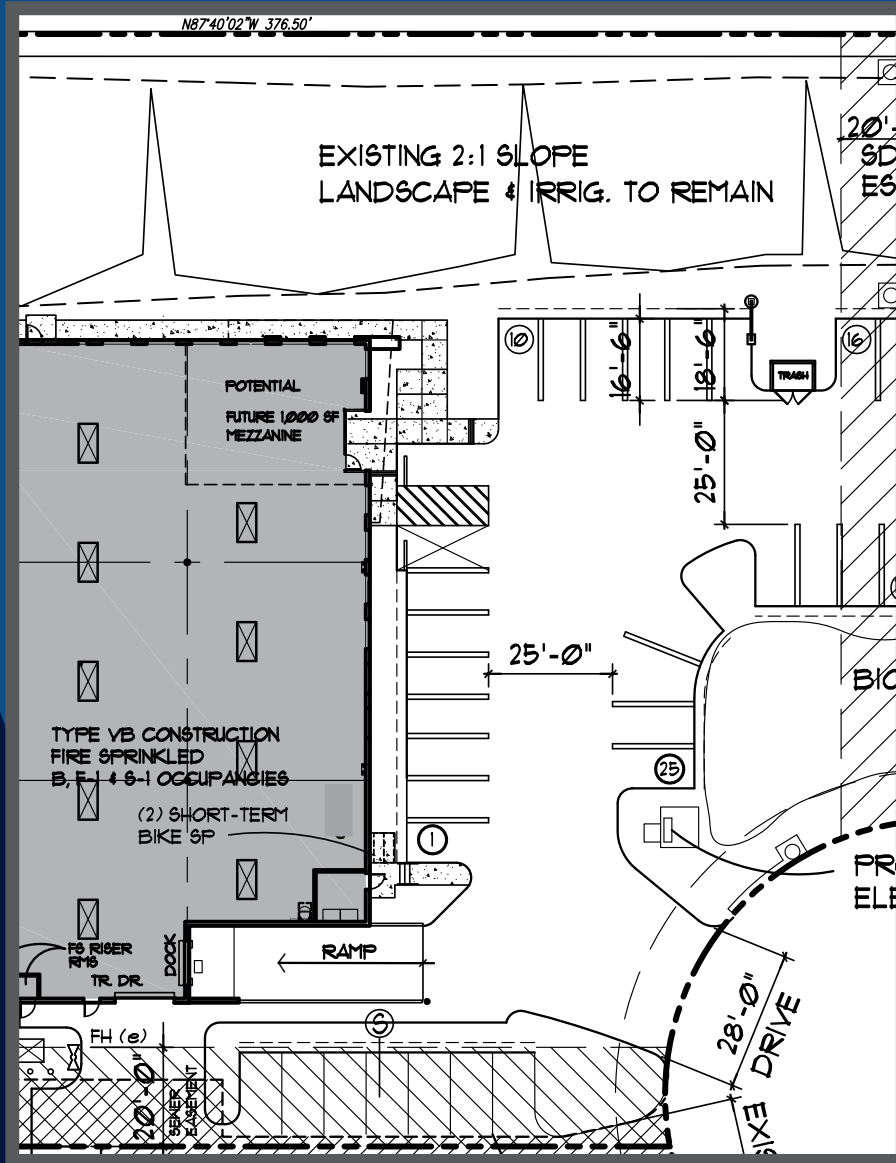 N87°40'02"W 376.50'
EXISTING 2:1 SLOPE
LANDSCAPE & IRRIG. TO REMAIN
20'-
SD
ES
10
16'-6"
18'-6"
16
TRASH
POTENTIAL
FUTURE 1,000 SF
MEZZANINE
25'-0"
25'-0"
BIO
TYPE VB CONSTRUCTION
FIRE SPRINKLED
B, F-1 & S-1 OCCUPANCIES
25
(2) SHORT-TERM
BIKE SP
1
PR
ELE
FS RISER
RMS
DOCK
RAMP
TR. DR.
28'-0"
DRIVE
FH (e)
S
20'-0"
SEWER
EASEMENT